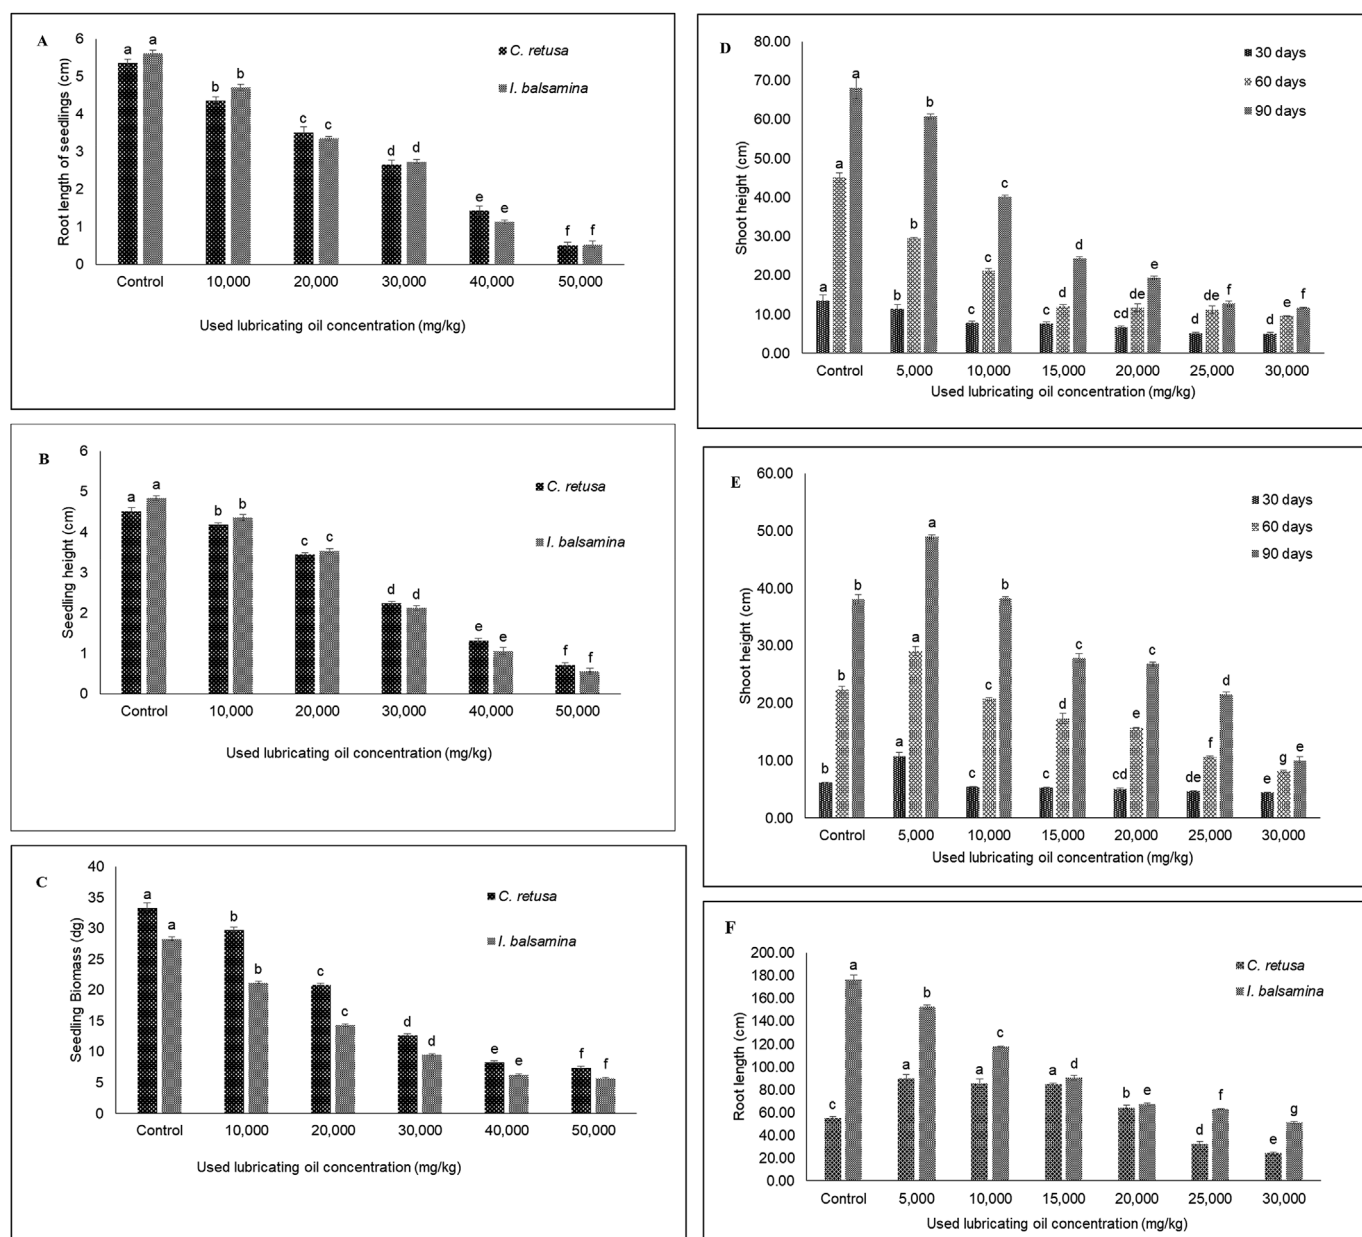 A
Root length of seedlings (cm)
6
5
4
3
2
1
0
a a
b b
c c
d d
e e
f f
C. retusa
I. balsamina
Control 10,000 20,000 30,000 40,000 50,000
Used lubricating oil concentration (mg/kg)
B
Seedling height (cm)
6
5
4
3
2
1
0
a a
b b
c c
d d
e e
f f
C. retusa
I. balsamina
Control 10,000 20,000 30,000 40,000 50,000
Used lubricating oil concentration (mg/kg)
C
Seedling Biomass (dg)
40
35
30
25
20
15
10
5
0
a a
b b
c c
d d
e e
f f
C. retusa
I. balsamina
Control 10,000 20,000 30,000 40,000 50,000
Used lubricating oil concentration (mg/kg)
D
Shoot height (cm)
80.00
70.00
60.00
50.00
40.00
30.00
20.00
10.00
0.00
a a a
b b b
c c c
c d d
cd de e
d de f
d e f
30 days
60 days
90 days
Control 5,000 10,000 15,000 20,000 25,000 30,000
Used lubricating oil concentration (mg/kg)
E
Shoot height (cm)
60.00
50.00
40.00
30.00
20.00
10.00
0.00
b b b
a a a
c c b
c d c
cd e c
de f d
e g e
30 days
60 days
90 days
Control 5,000 10,000 15,000 20,000 25,000 30,000
Used lubricating oil concentration (mg/kg)
F
Root length (cm)
200.00
180.00
160.00
140.00
120.00
100.00
80.00
60.00
40.00
20.00
0.00
c a
a b
a c
a d
b e
d f
e g
C. retusa
I. balsamina
Control 5,000 10,000 15,000 20,000 25,000 30,000
Used lubricating oil concentration (mg/kg)